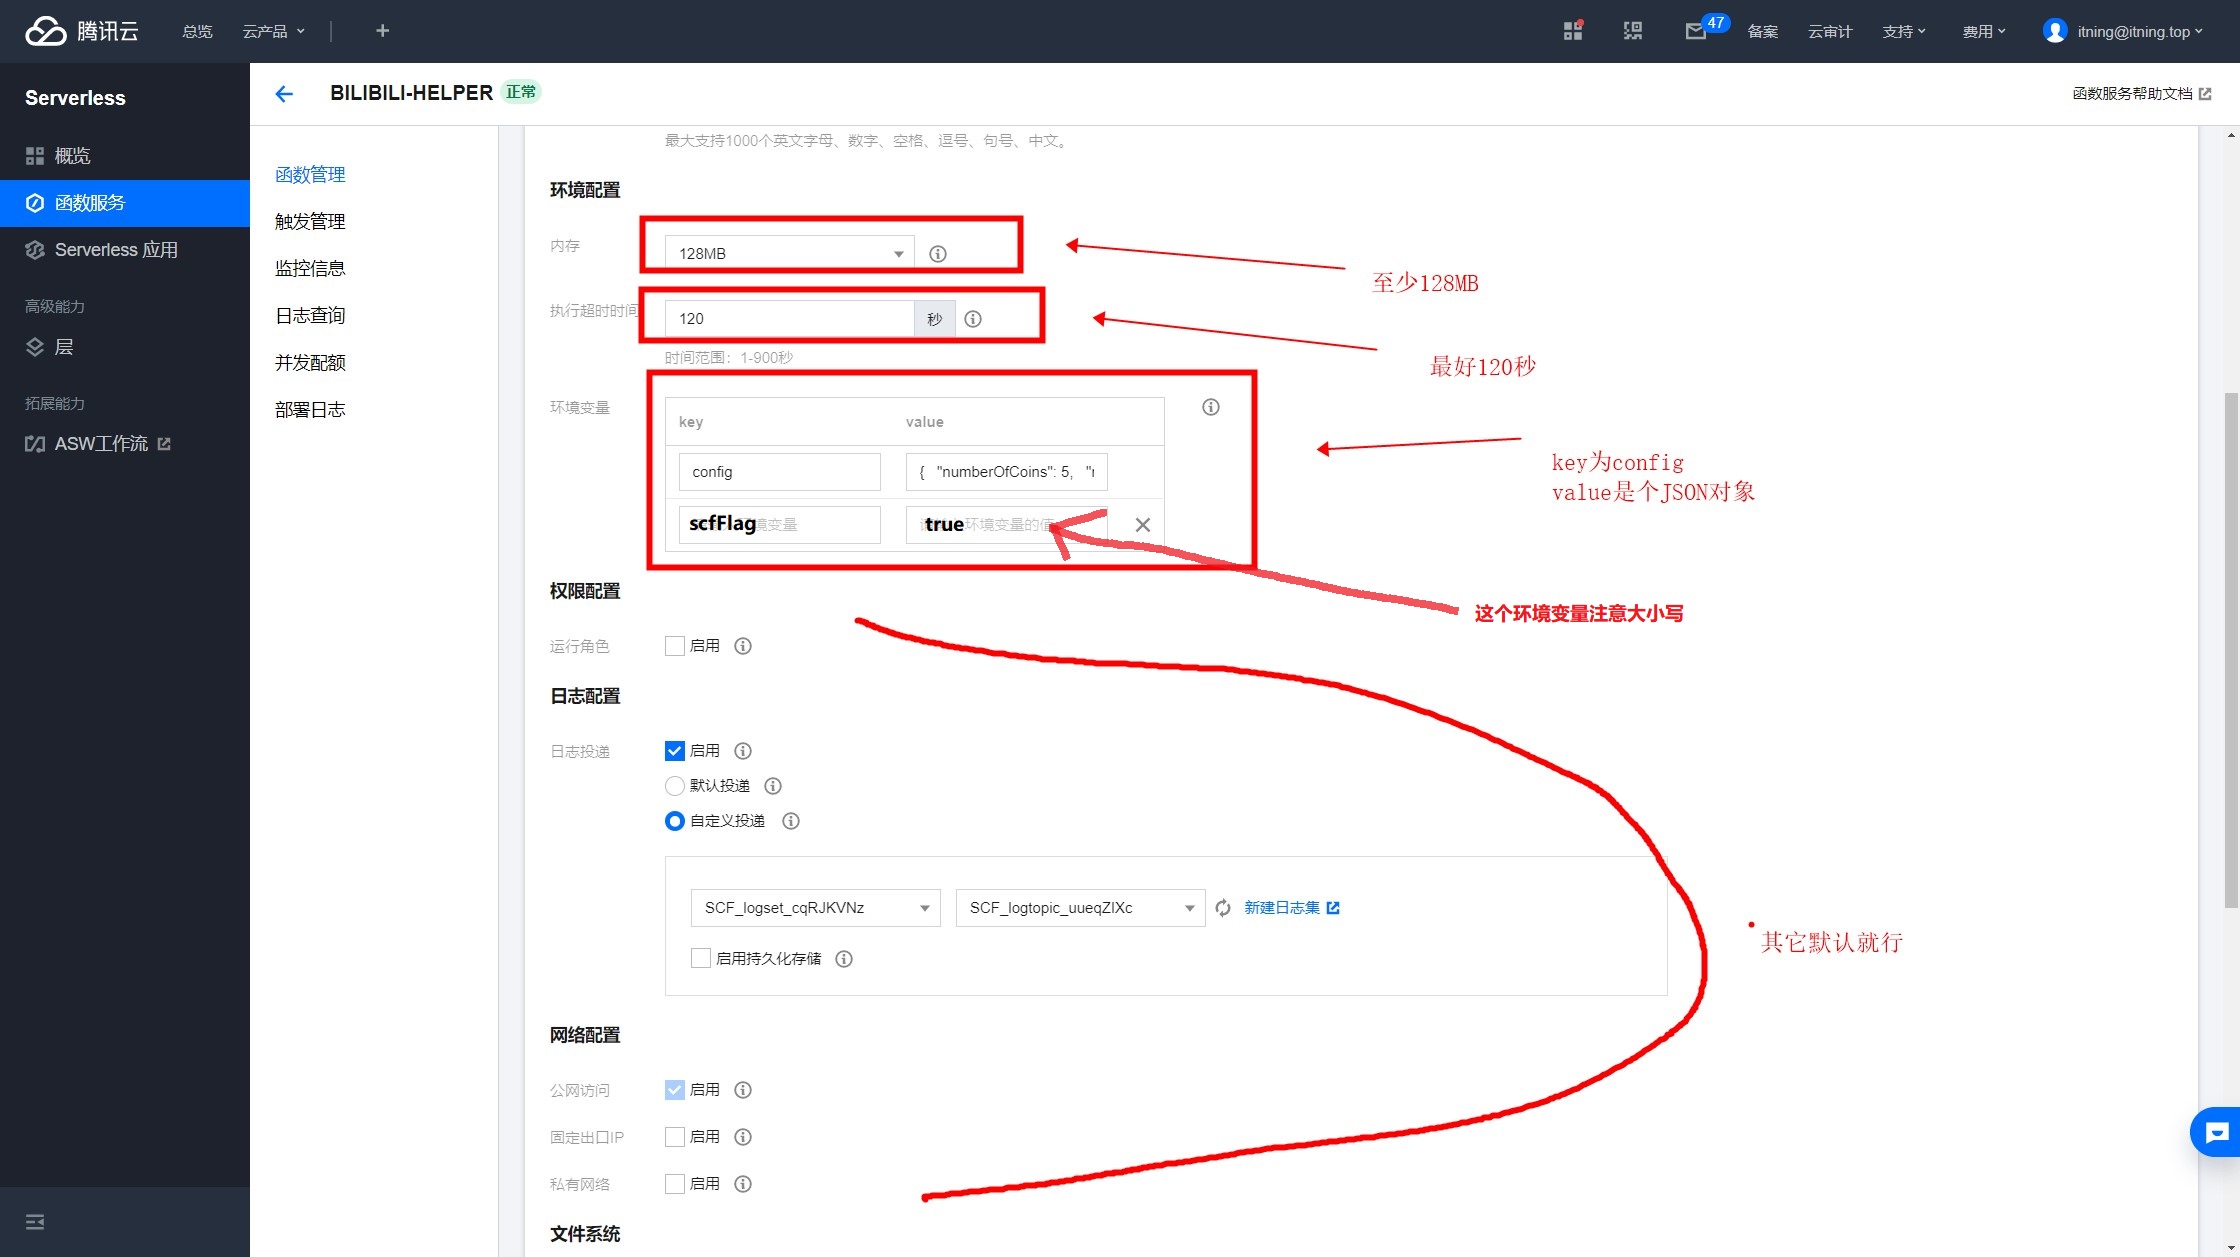 腾讯云 总览 云产品 47 备案 云审计 支持 费用 itning@itning.top
Serverless
概览
函数服务
Serverless 应用
高级能力
层
拓展能力
ASW工作流
BILIBILI-HELPER 正常 函数服务帮助文档
函数管理
触发管理
监控信息
日志查询
并发配额
部署日志
最大支持1000个英文字母、数字、空格、逗号、句号、中文。
环境配置
内存 128MB
至少128MB
执行超时时间 120 秒
时间范围：1-900秒
最好120秒
环境变量 key value
config { "numberOfCoins": 5, "r
key为config
value是个JSON对象
scfFlag 境变量 true 环境变量的值
这个环境变量注意大小写
权限配置
运行角色 启用
日志配置
日志投递 启用
默认投递
自定义投递
SCF_logset_cqRJKVNz SCF_logtopic_uueqZIXc 新建日志集
启用持久化存储
其它默认就行
网络配置
公网访问 启用
固定出口IP 启用
私有网络 启用
文件系统